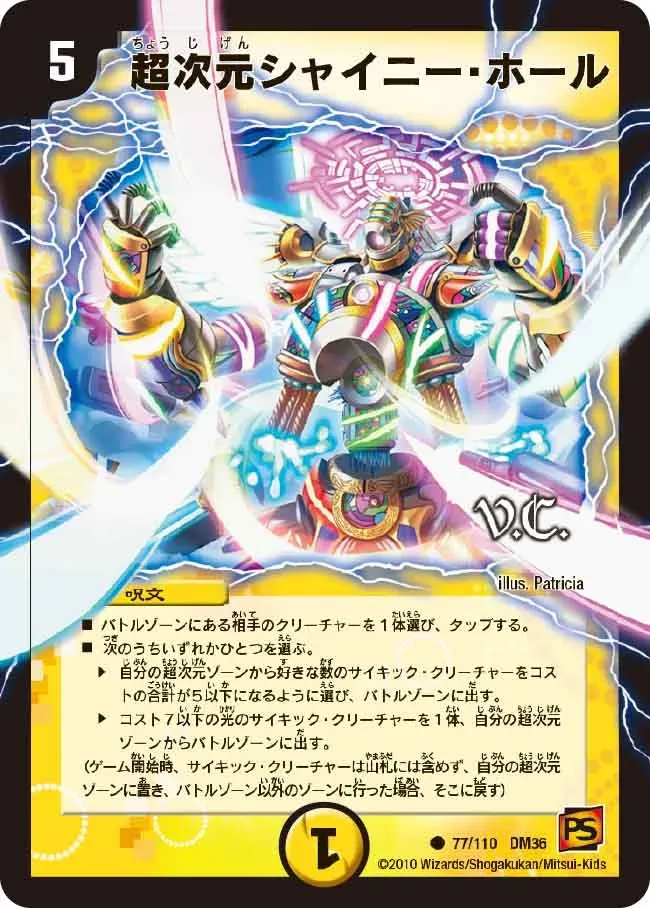 5
ちょうじげん
超次元シャイニー・ホール
V.C.
illus. Patricia
呪文
■ バトルゾーンにある相手のクリーチャーを1体選び、タップする。
■ 次のうちいずれかひとつを選ぶ。
▶ 自分の超次元ゾーンから好きな数のサイキック・クリーチャーをコス
トの合計が5以下になるように選び、バトルゾーンに出す。
▶ コスト7以下の光のサイキック・クリーチャーを1体、自分の超次元
ゾーンからバトルゾーンに出す。
(ゲーム開始時、サイキック・クリーチャーは山札には含めず、自分の超次元
ゾーンに置き、バトルゾーン以外のゾーンに行った場合、そこに戻す)
1
● 77/110 DM36
PS
©2010 Wizards/Shogakukan/Mitsui-Kids